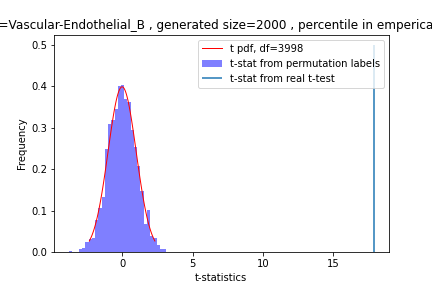 =Vascular-Endothelial_B , generated size=2000 , percentile in emperica
t pdf, df=3998
t-stat from permutation labels
t-stat from real t-test
Frequency
0.5
0.4
0.3
0.2
0.1
0.0
0
5
10
15
t-statistics